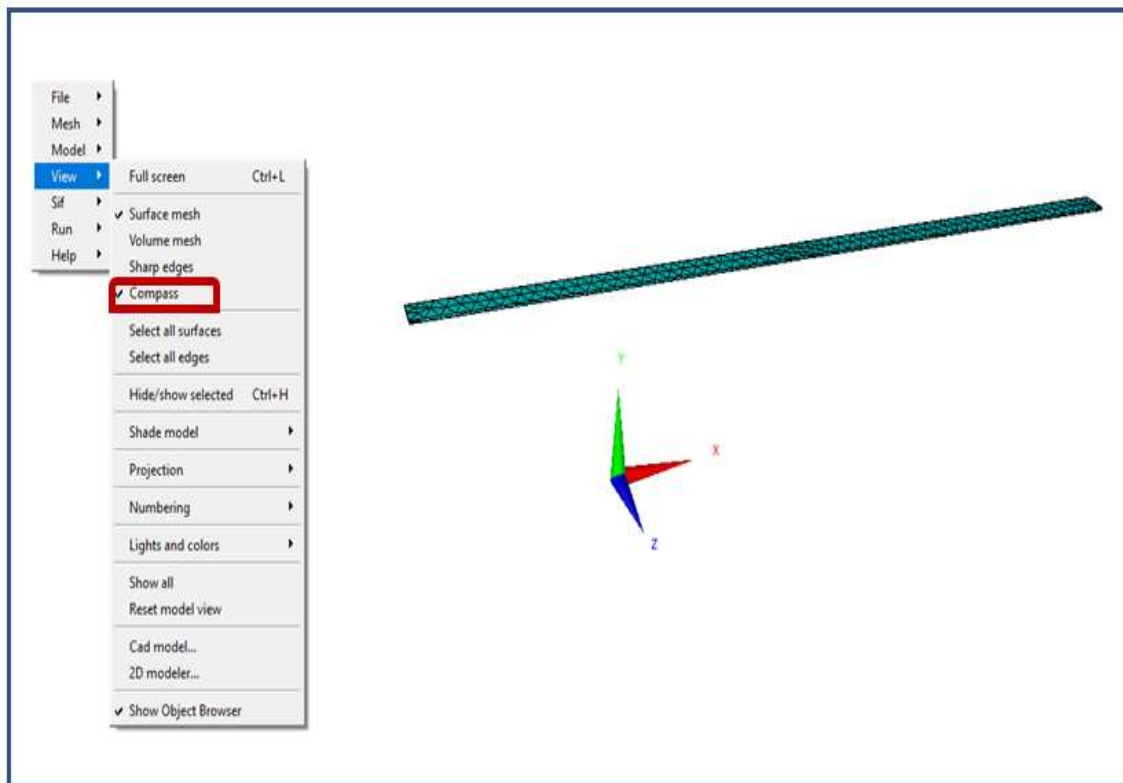 File
Mesh
Model
View
Sif
Run
Help
Full screen Ctrl+L
Surface mesh
Volume mesh
Sharp edges
Compass
Select all surfaces
Select all edges
Hide/show selected Ctrl+H
Shade model
Projection
Numbering
Lights and colors
Show all
Reset model view
Cad model...
2D modeler...
Show Object Browser
Y
X
Z